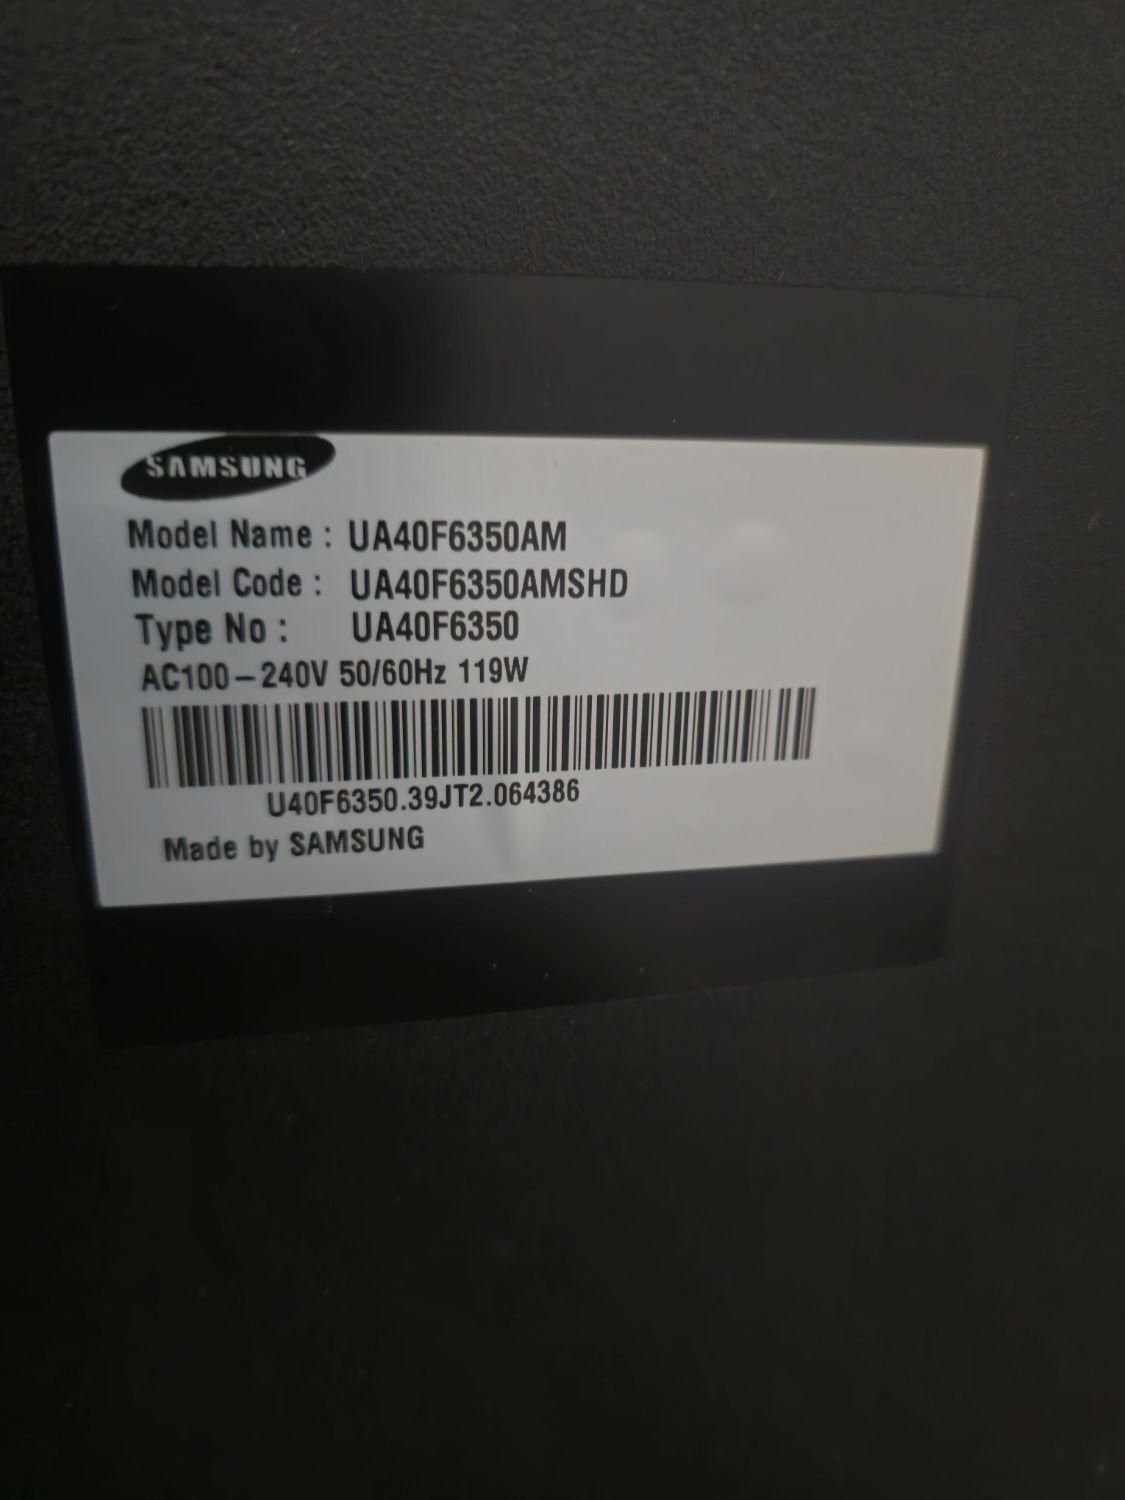 SAMSUNG
Model Name : UA40F6350AM
Model Code : UA40F6350AMSHD
Type No : UA40F6350
AC100-240V 50/60Hz 119W
U40F6350.39JT2.064386
Made by SAMSUNG